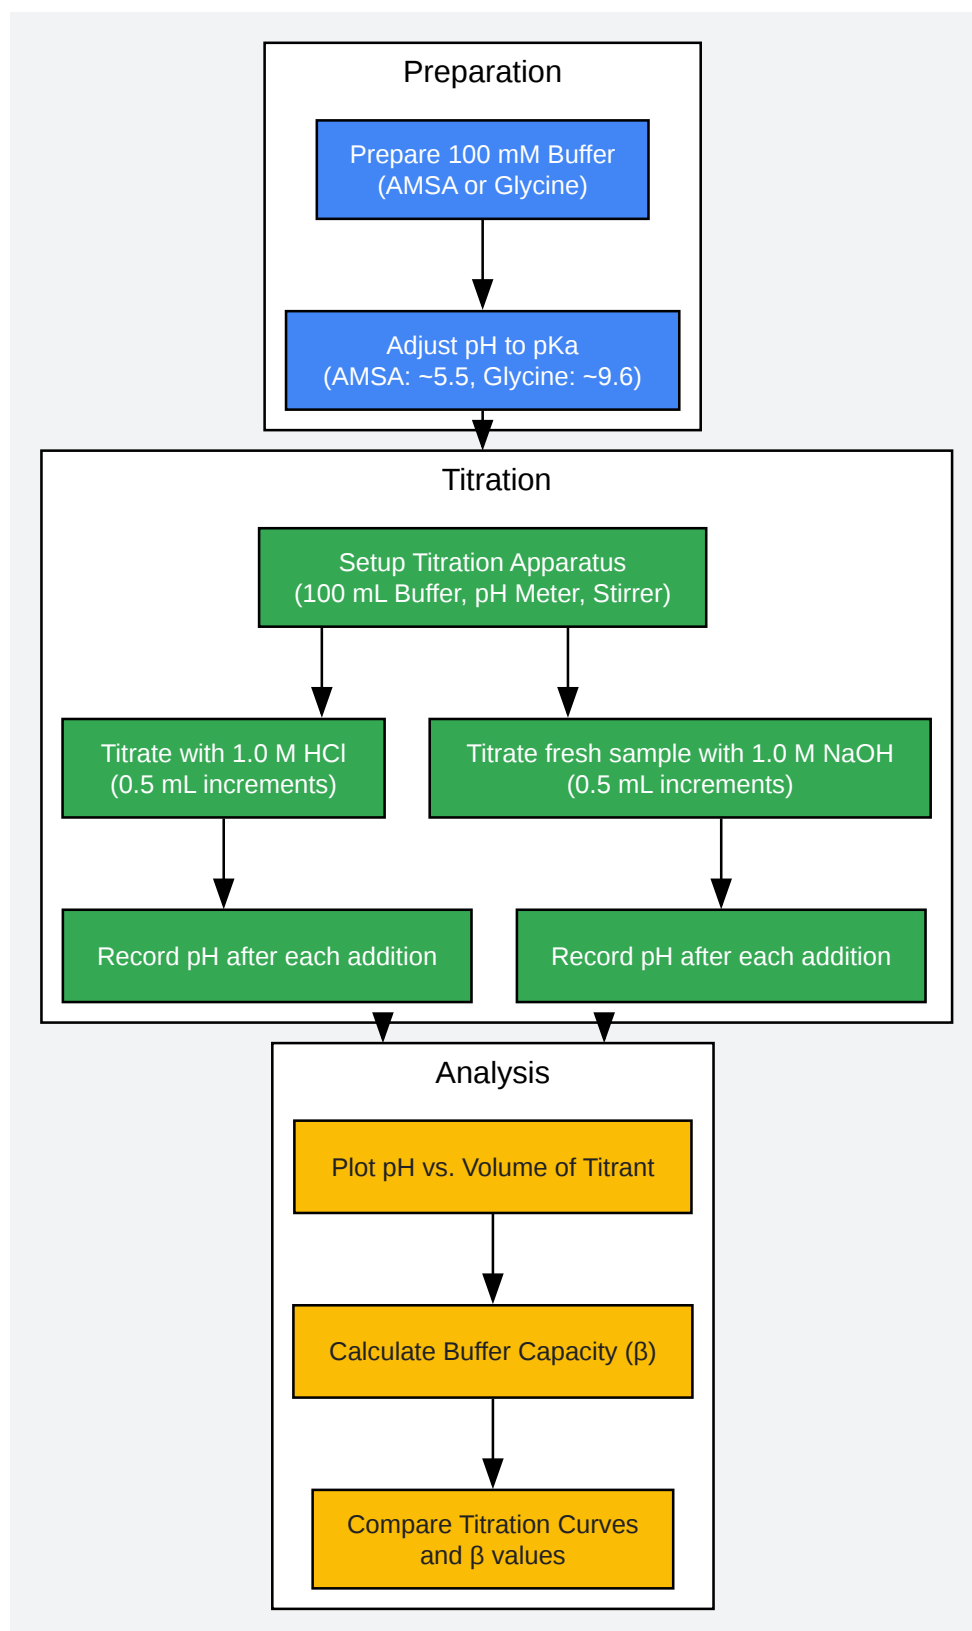 Preparation
Prepare 100 mM Buffer
(AMSA or Glycine)
Adjust pH to pKa
(AMSA: ~5.5, Glycine: ~9.6)
Titration
Setup Titration Apparatus
(100 mL Buffer, pH Meter, Stirrer)
Titrate with 1.0 M HCl
(0.5 mL increments)
Titrate fresh sample with 1.0 M NaOH
(0.5 mL increments)
Record pH after each addition
Record pH after each addition
Analysis
Plot pH vs. Volume of Titrant
Calculate Buffer Capacity (β)
Compare Titration Curves
and β values